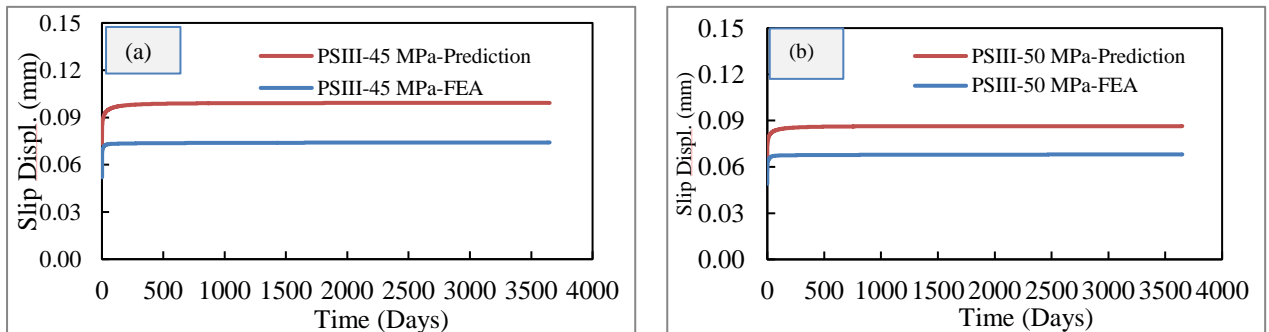 (a)
PSIII-45 MPa-Prediction
PSIII-45 MPa-FEA
Slip Displ. (mm)
0.15
0.12
0.09
0.06
0.03
0.00
0 500 1000 1500 2000 2500 3000 3500 4000
Time (Days)
(b)
PSIII-50 MPa-Prediction
PSIII-50 MPa-FEA
Slip Displ. (mm)
0.15
0.12
0.09
0.06
0.03
0.00
0 500 1000 1500 2000 2500 3000 3500 4000
Time (Days)